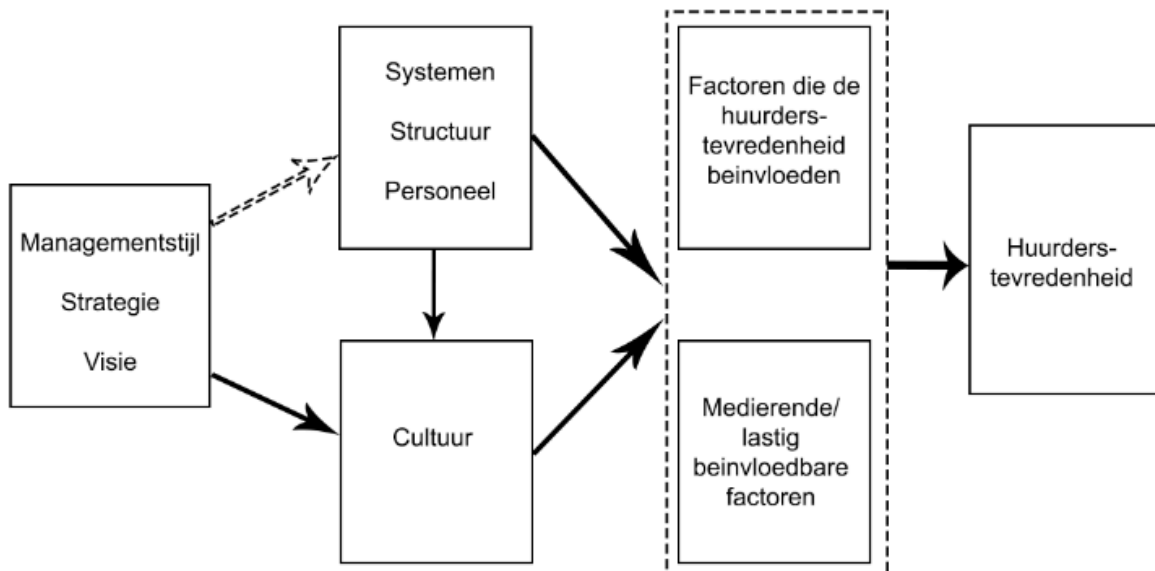 Managementstijl
Strategie
Visie
Systemen
Structuur
Personeel
Cultuur
Factoren die de
huurders-
tevredenheid
beinvloeden
Medierende/
lastig
beinvloedbare
factoren
Huurders-
tevredenheid